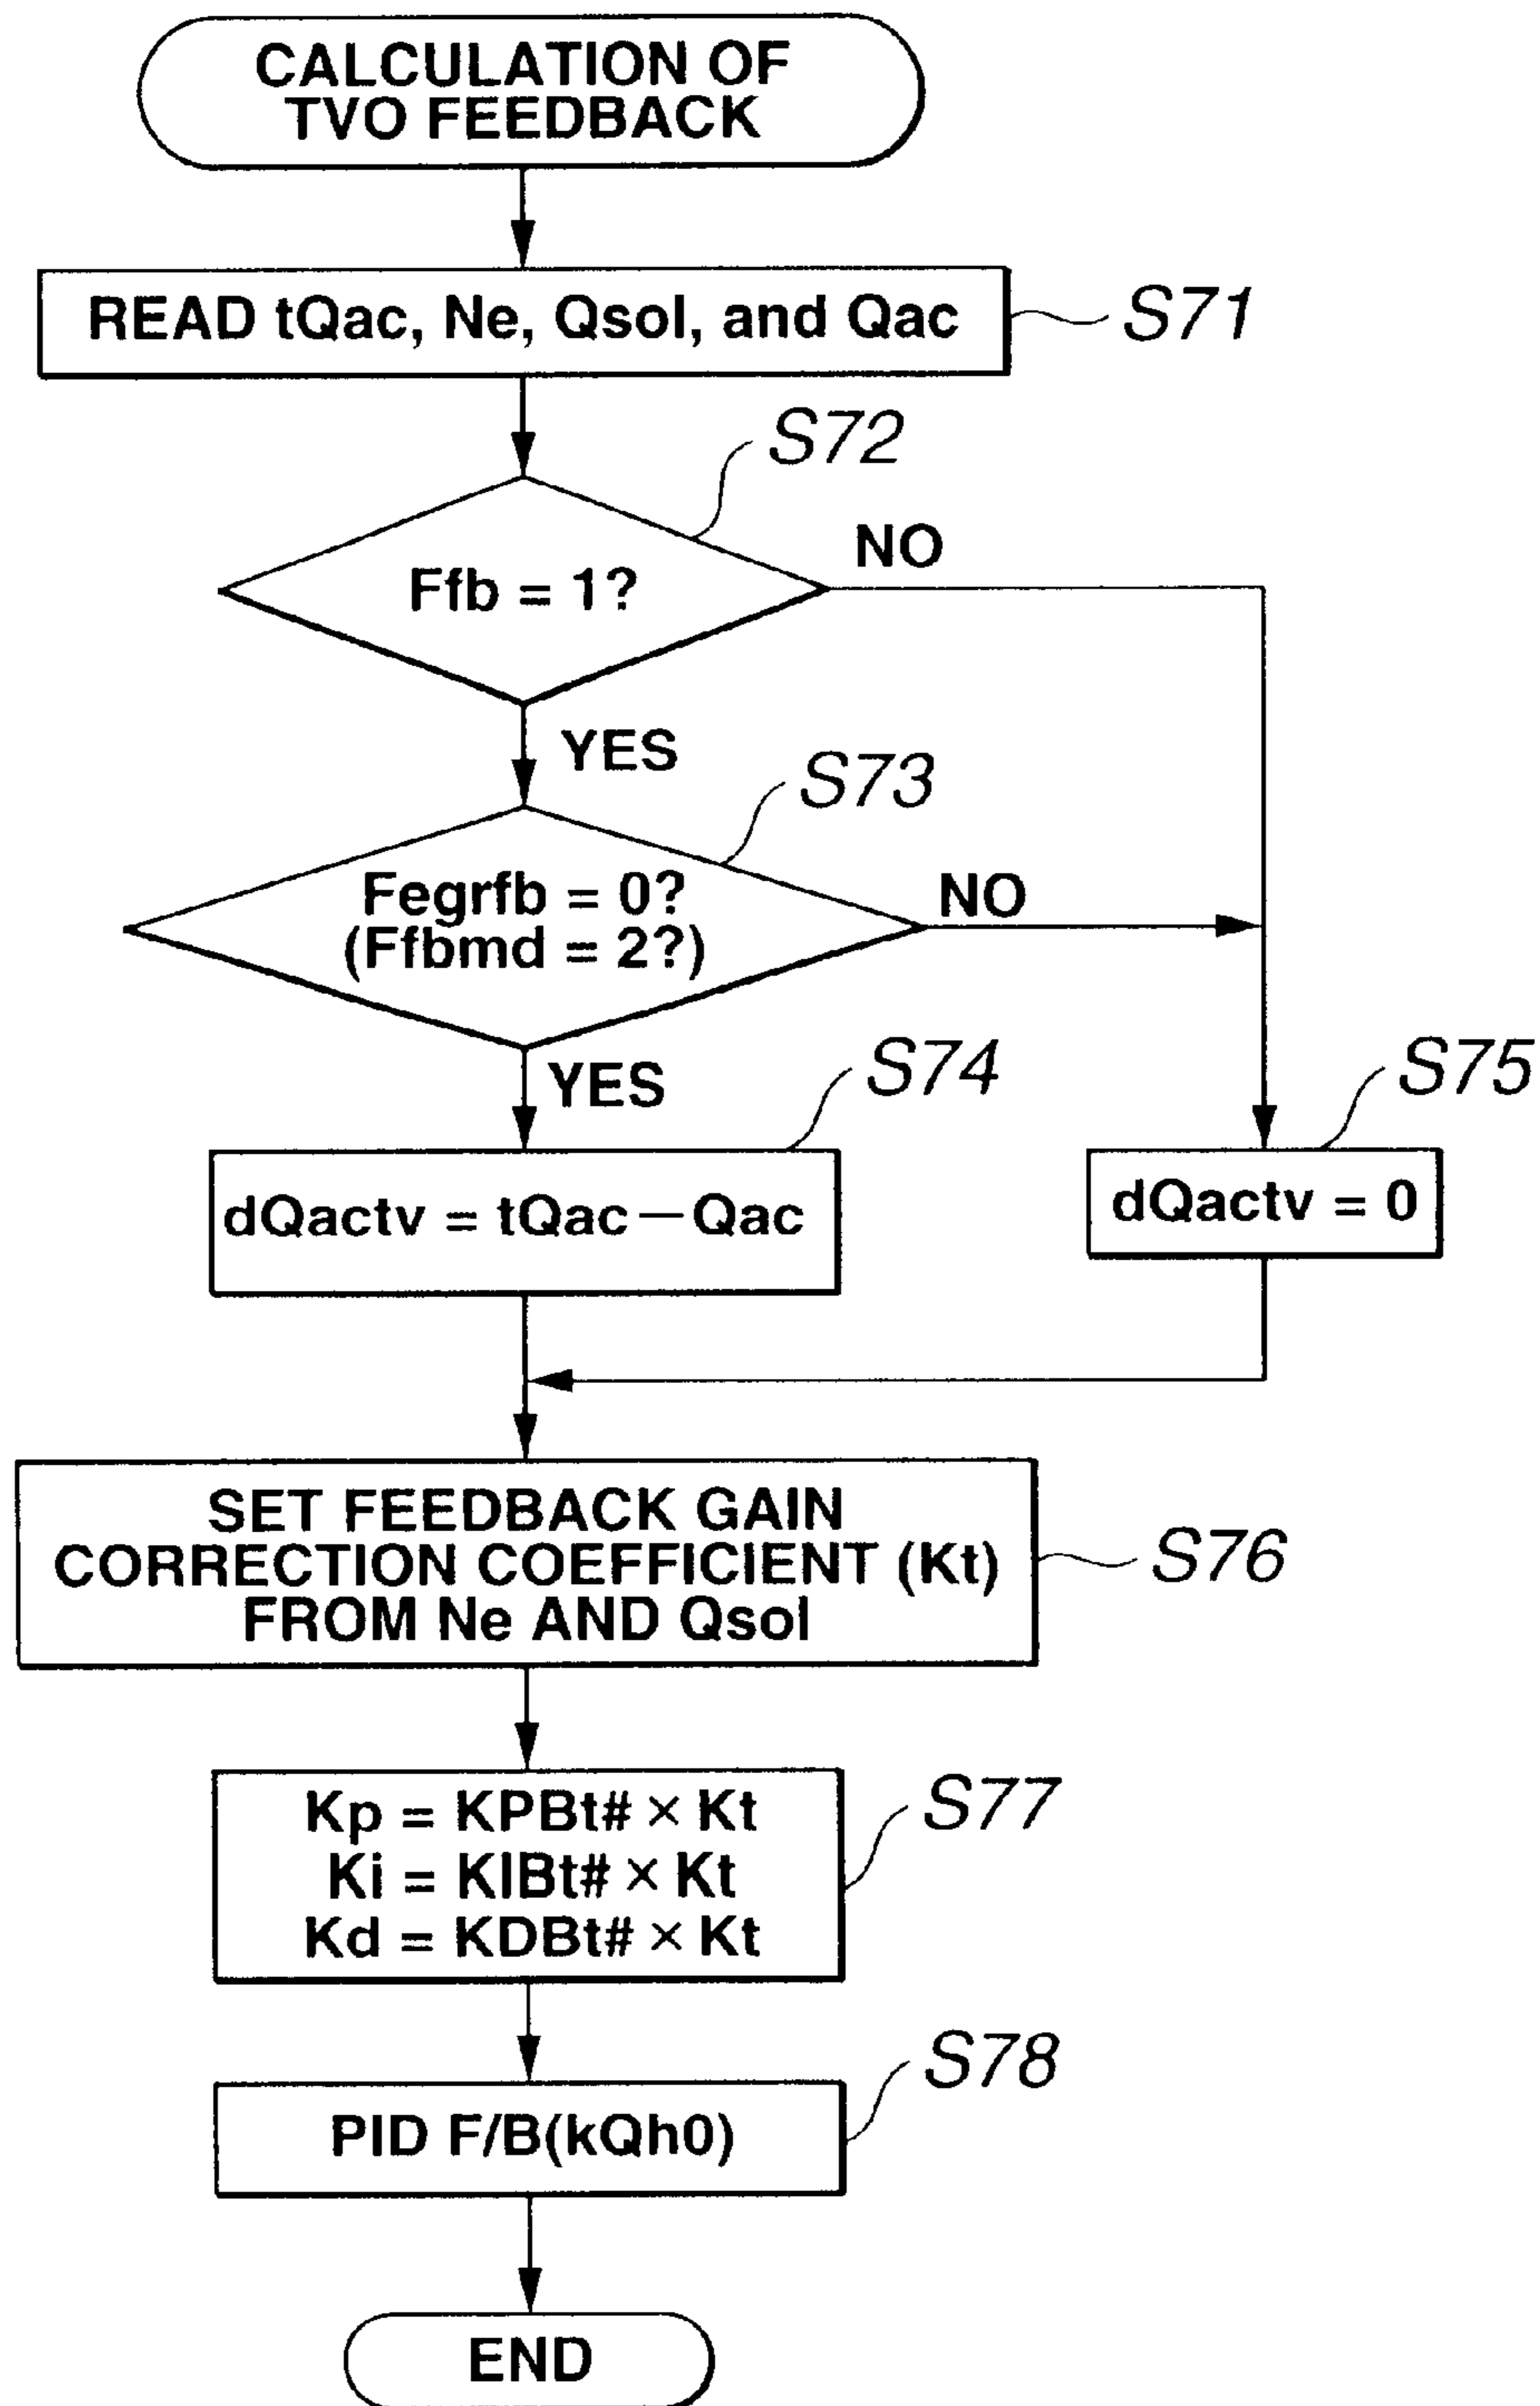 CALCULATION OF
TVO FEEDBACK
READ tQac, Ne, Qsol, and Qac
S71
S72
Ffb = 1?
NO
YES
S73
Fegrfb = 0?
(Ffbmd = 2?)
NO
YES
S74
S75
dQactv = tQac−Qac
dQactv = 0
SET FEEDBACK GAIN
CORRECTION COEFFICIENT (Kt)
FROM Ne AND Qsol
S76
Kp = KPBt# × Kt
Ki = KIBt# × Kt
Kd = KDBt# × Kt
S77
S78
PID F/B(kQh0)
END